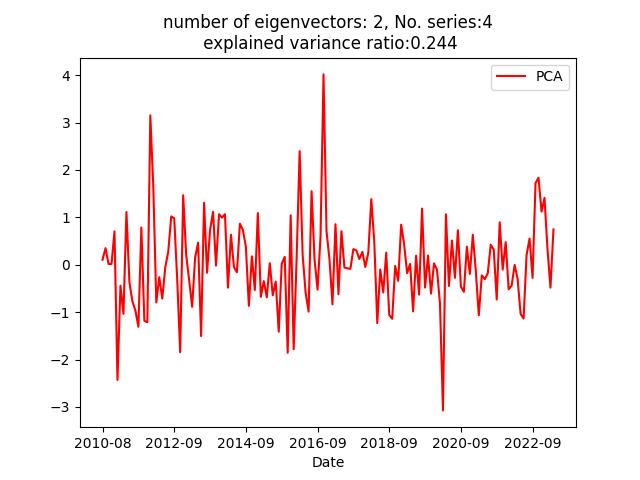 number of eigenvectors: 2, No. series:4
explained variance ratio:0.244
PCA
4
3
2
1
0
−1
−2
−3
2010-08 2012-09 2014-09 2016-09 2018-09 2020-09 2022-09
Date